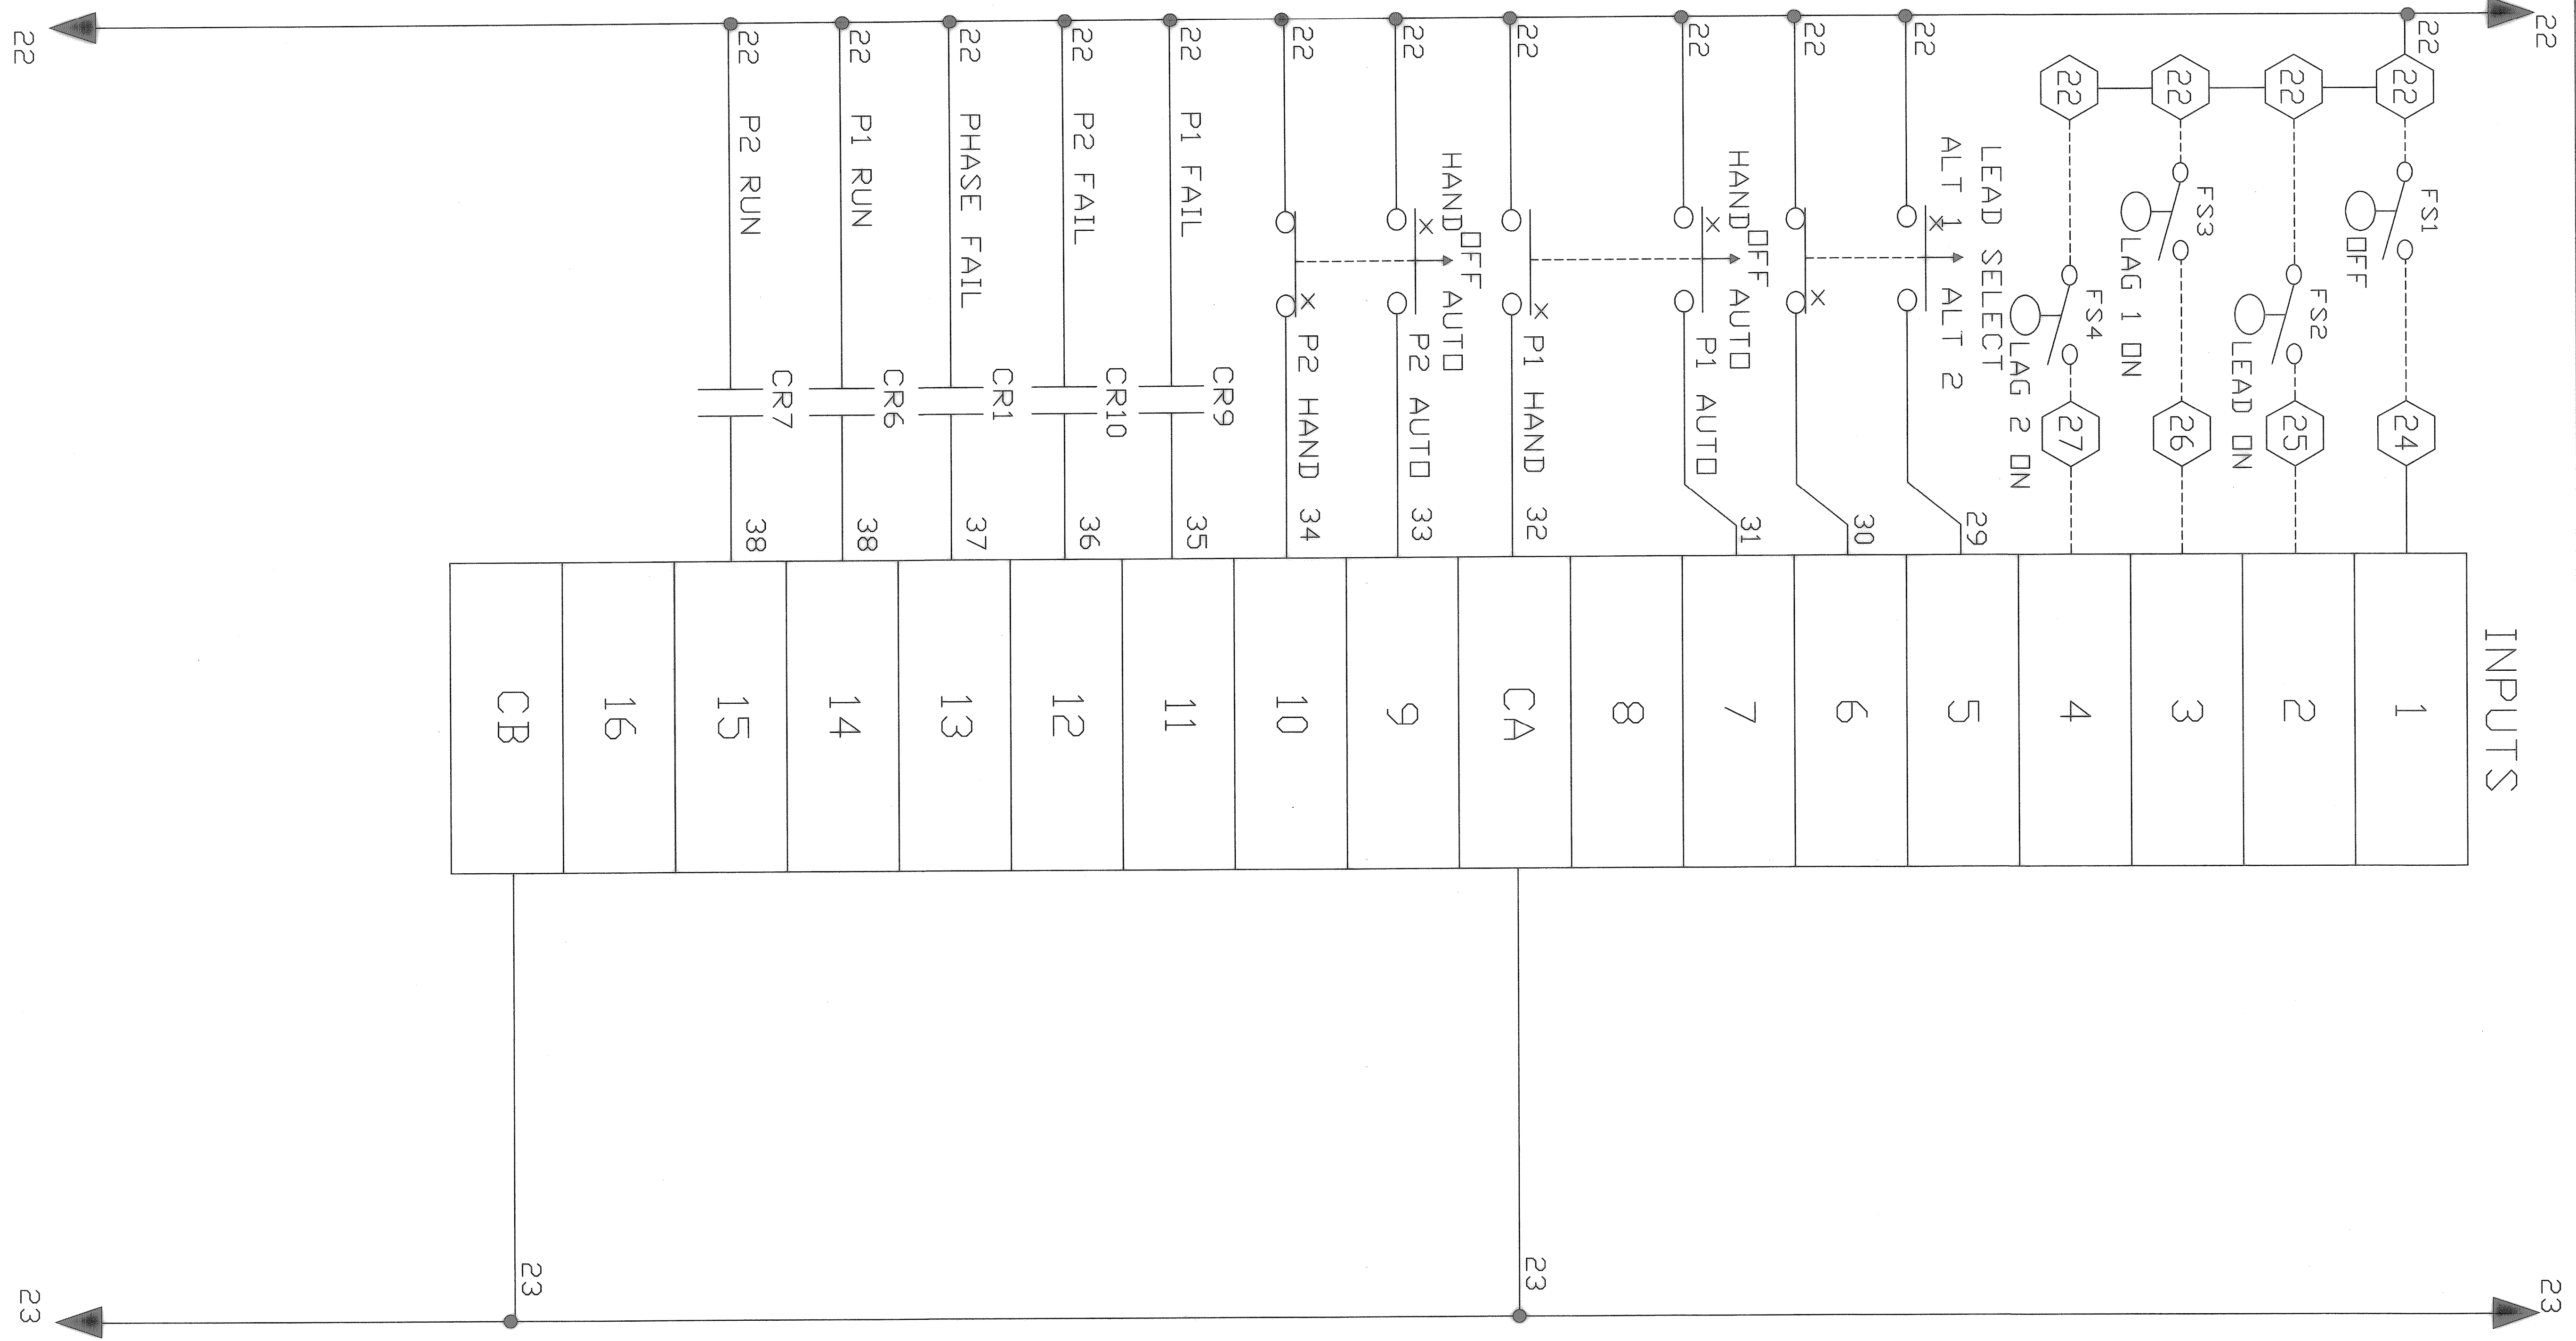 INPUTS
22
23
22
22
FS1
OFF
24
1
22
FS2
LEAD ON
25
2
22
FS3
LAG 1 ON
26
3
22
FS4
LAG 2 ON
27
4
LEAD SELECT
ALT 1 ALT 2
22
X
29
5
22
X
30
6
HAND OFF AUTO
22
X
P1 AUTO
31
7
8
22
X
P1 HAND
32
CA
23
HAND OFF AUTO
22
X
P2 AUTO
33
9
22
X
P2 HAND
34
10
22
P1 FAIL
CR9
35
11
22
P2 FAIL
CR10
36
12
22
PHASE FAIL
CR1
37
13
22
P1 RUN
CR6
38
14
22
P2 RUN
CR7
38
15
16
CB
23
22
23